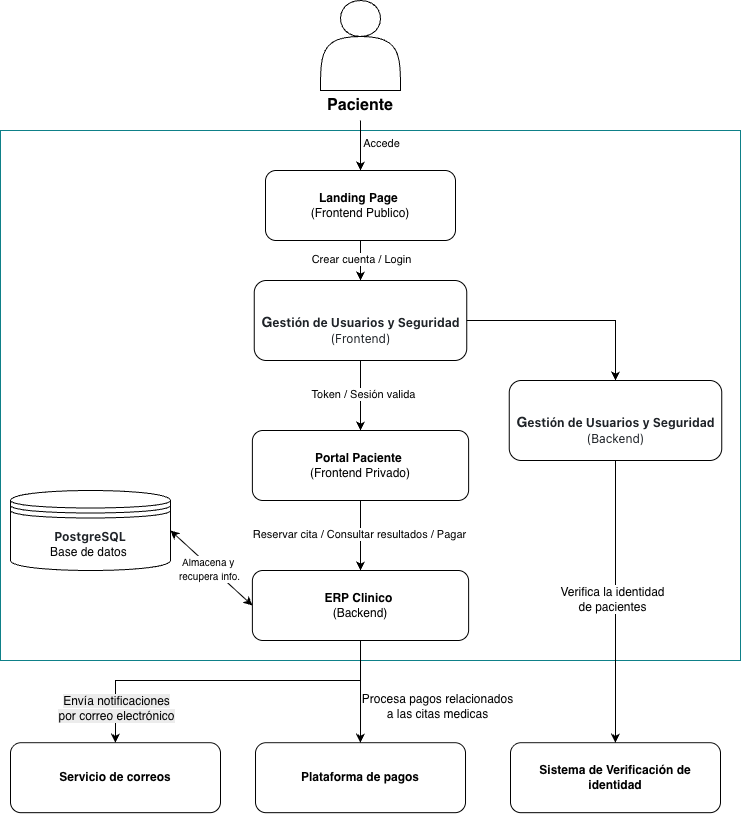 Paciente
Accede
Landing Page
(Frontend Publico)
Crear cuenta / Login
Gestión de Usuarios y Seguridad
(Frontend)
Token / Sesión valida
Gestión de Usuarios y Seguridad
(Backend)
Portal Paciente
(Frontend Privado)
PostgreSQL
Base de datos
Reservar cita / Consultar resultados / Pagar
Almacena y
recupera info.
ERP Clinico
(Backend)
Verifica la identidad
de pacientes
Envía notificaciones
por correo electrónico
Procesa pagos relacionados
a las citas medicas
Servicio de correos
Plataforma de pagos
Sistema de Verificación de
identidad